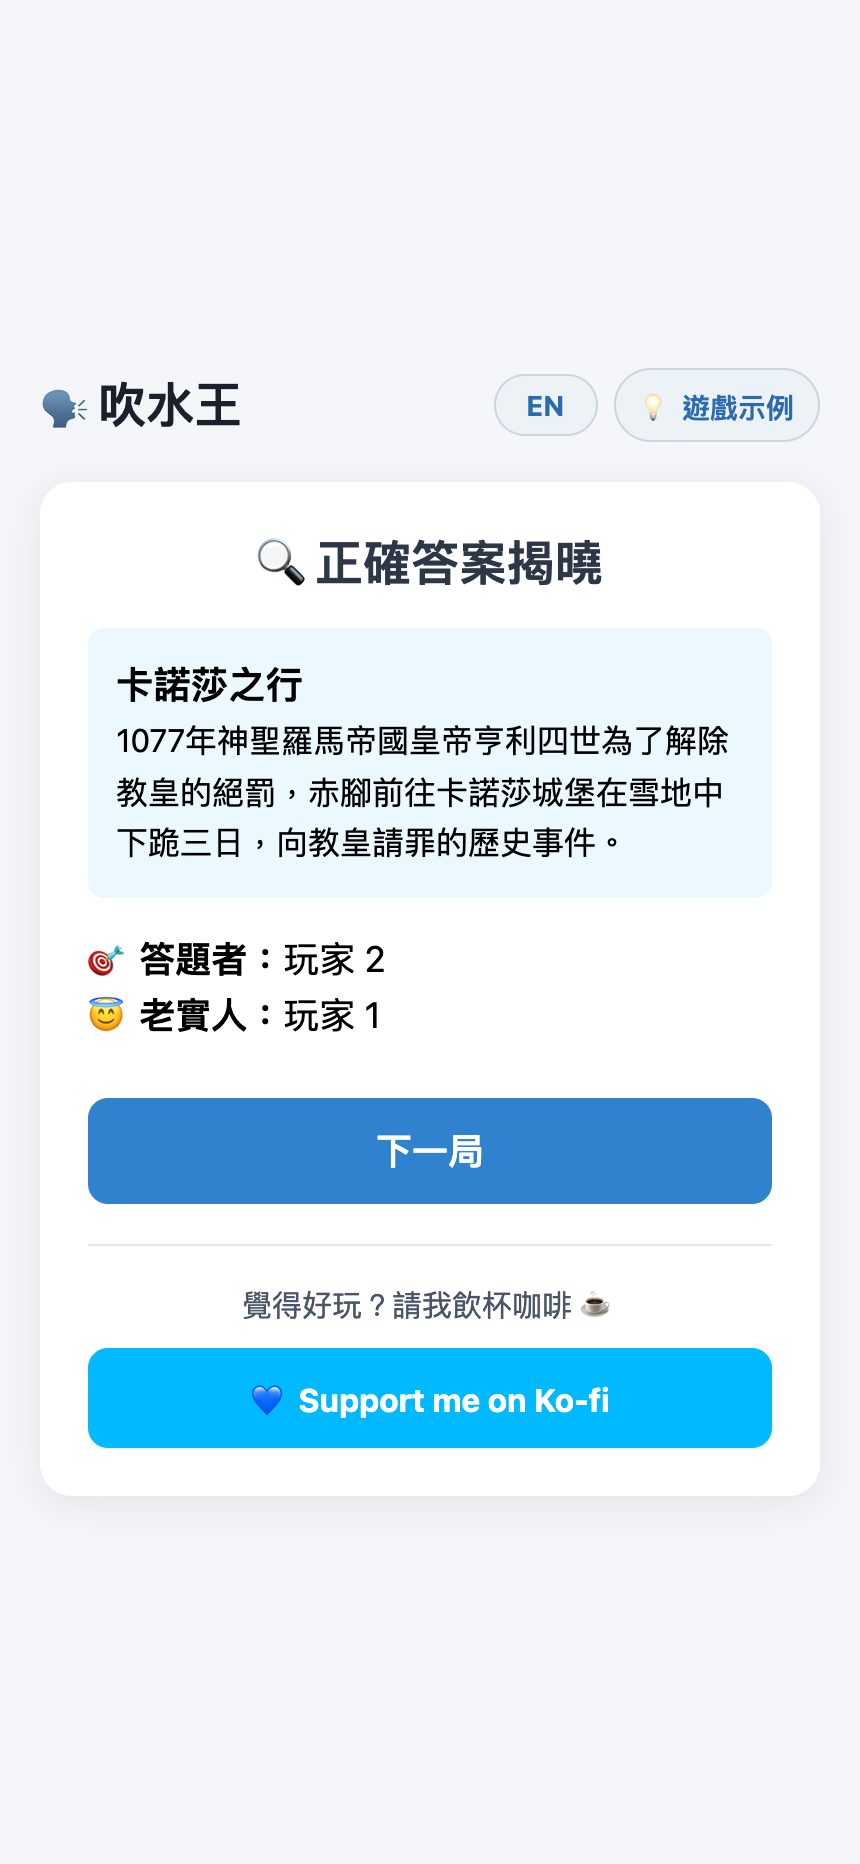 🗣️ 吹水王
EN
💡 遊戲示例
🔍 正確答案揭曉
卡諾莎之行
1077年神聖羅馬帝國皇帝亨利四世為了解除
教皇的絕罰，赤腳前往卡諾莎城堡在雪地中
下跪三日，向教皇請罪的歷史事件。
🎯 答題者：玩家 2
😇 老實人：玩家 1
下一局
覺得好玩？請我飲杯咖啡 ☕
💙 Support me on Ko-fi